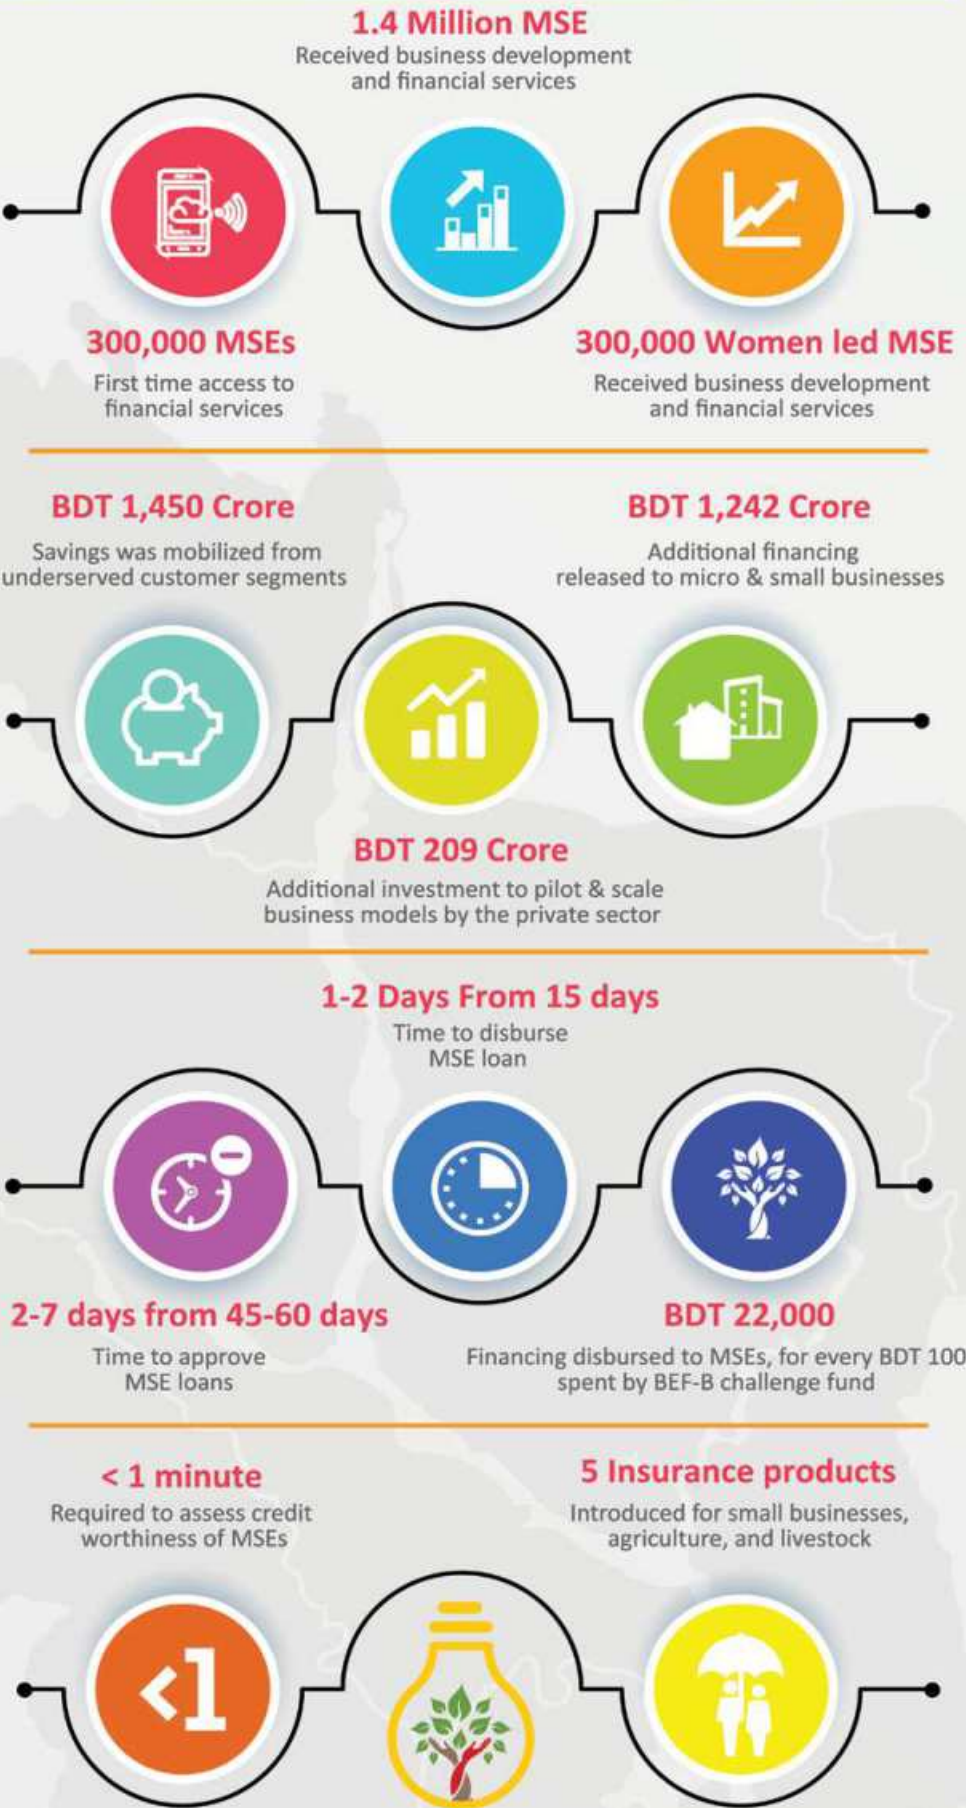 1.4 Million MSE
Received business development
and financial services
300,000 MSEs
First time access to
financial services
300,000 Women led MSE
Received business development
and financial services
BDT 1,450 Crore
Savings was mobilized from
underserved customer segments
BDT 1,242 Crore
Additional financing
released to micro & small businesses
BDT 209 Crore
Additional investment to pilot & scale
business models by the private sector
1-2 Days From 15 days
Time to disburse
MSE loan
2-7 days from 45-60 days
Time to approve
MSE loans
BDT 22,000
Financing disbursed to MSEs, for every BDT 100
spent by BEF-B challenge fund
< 1 minute
Required to assess credit
worthiness of MSEs
5 Insurance products
Introduced for small businesses,
agriculture, and livestock
<1